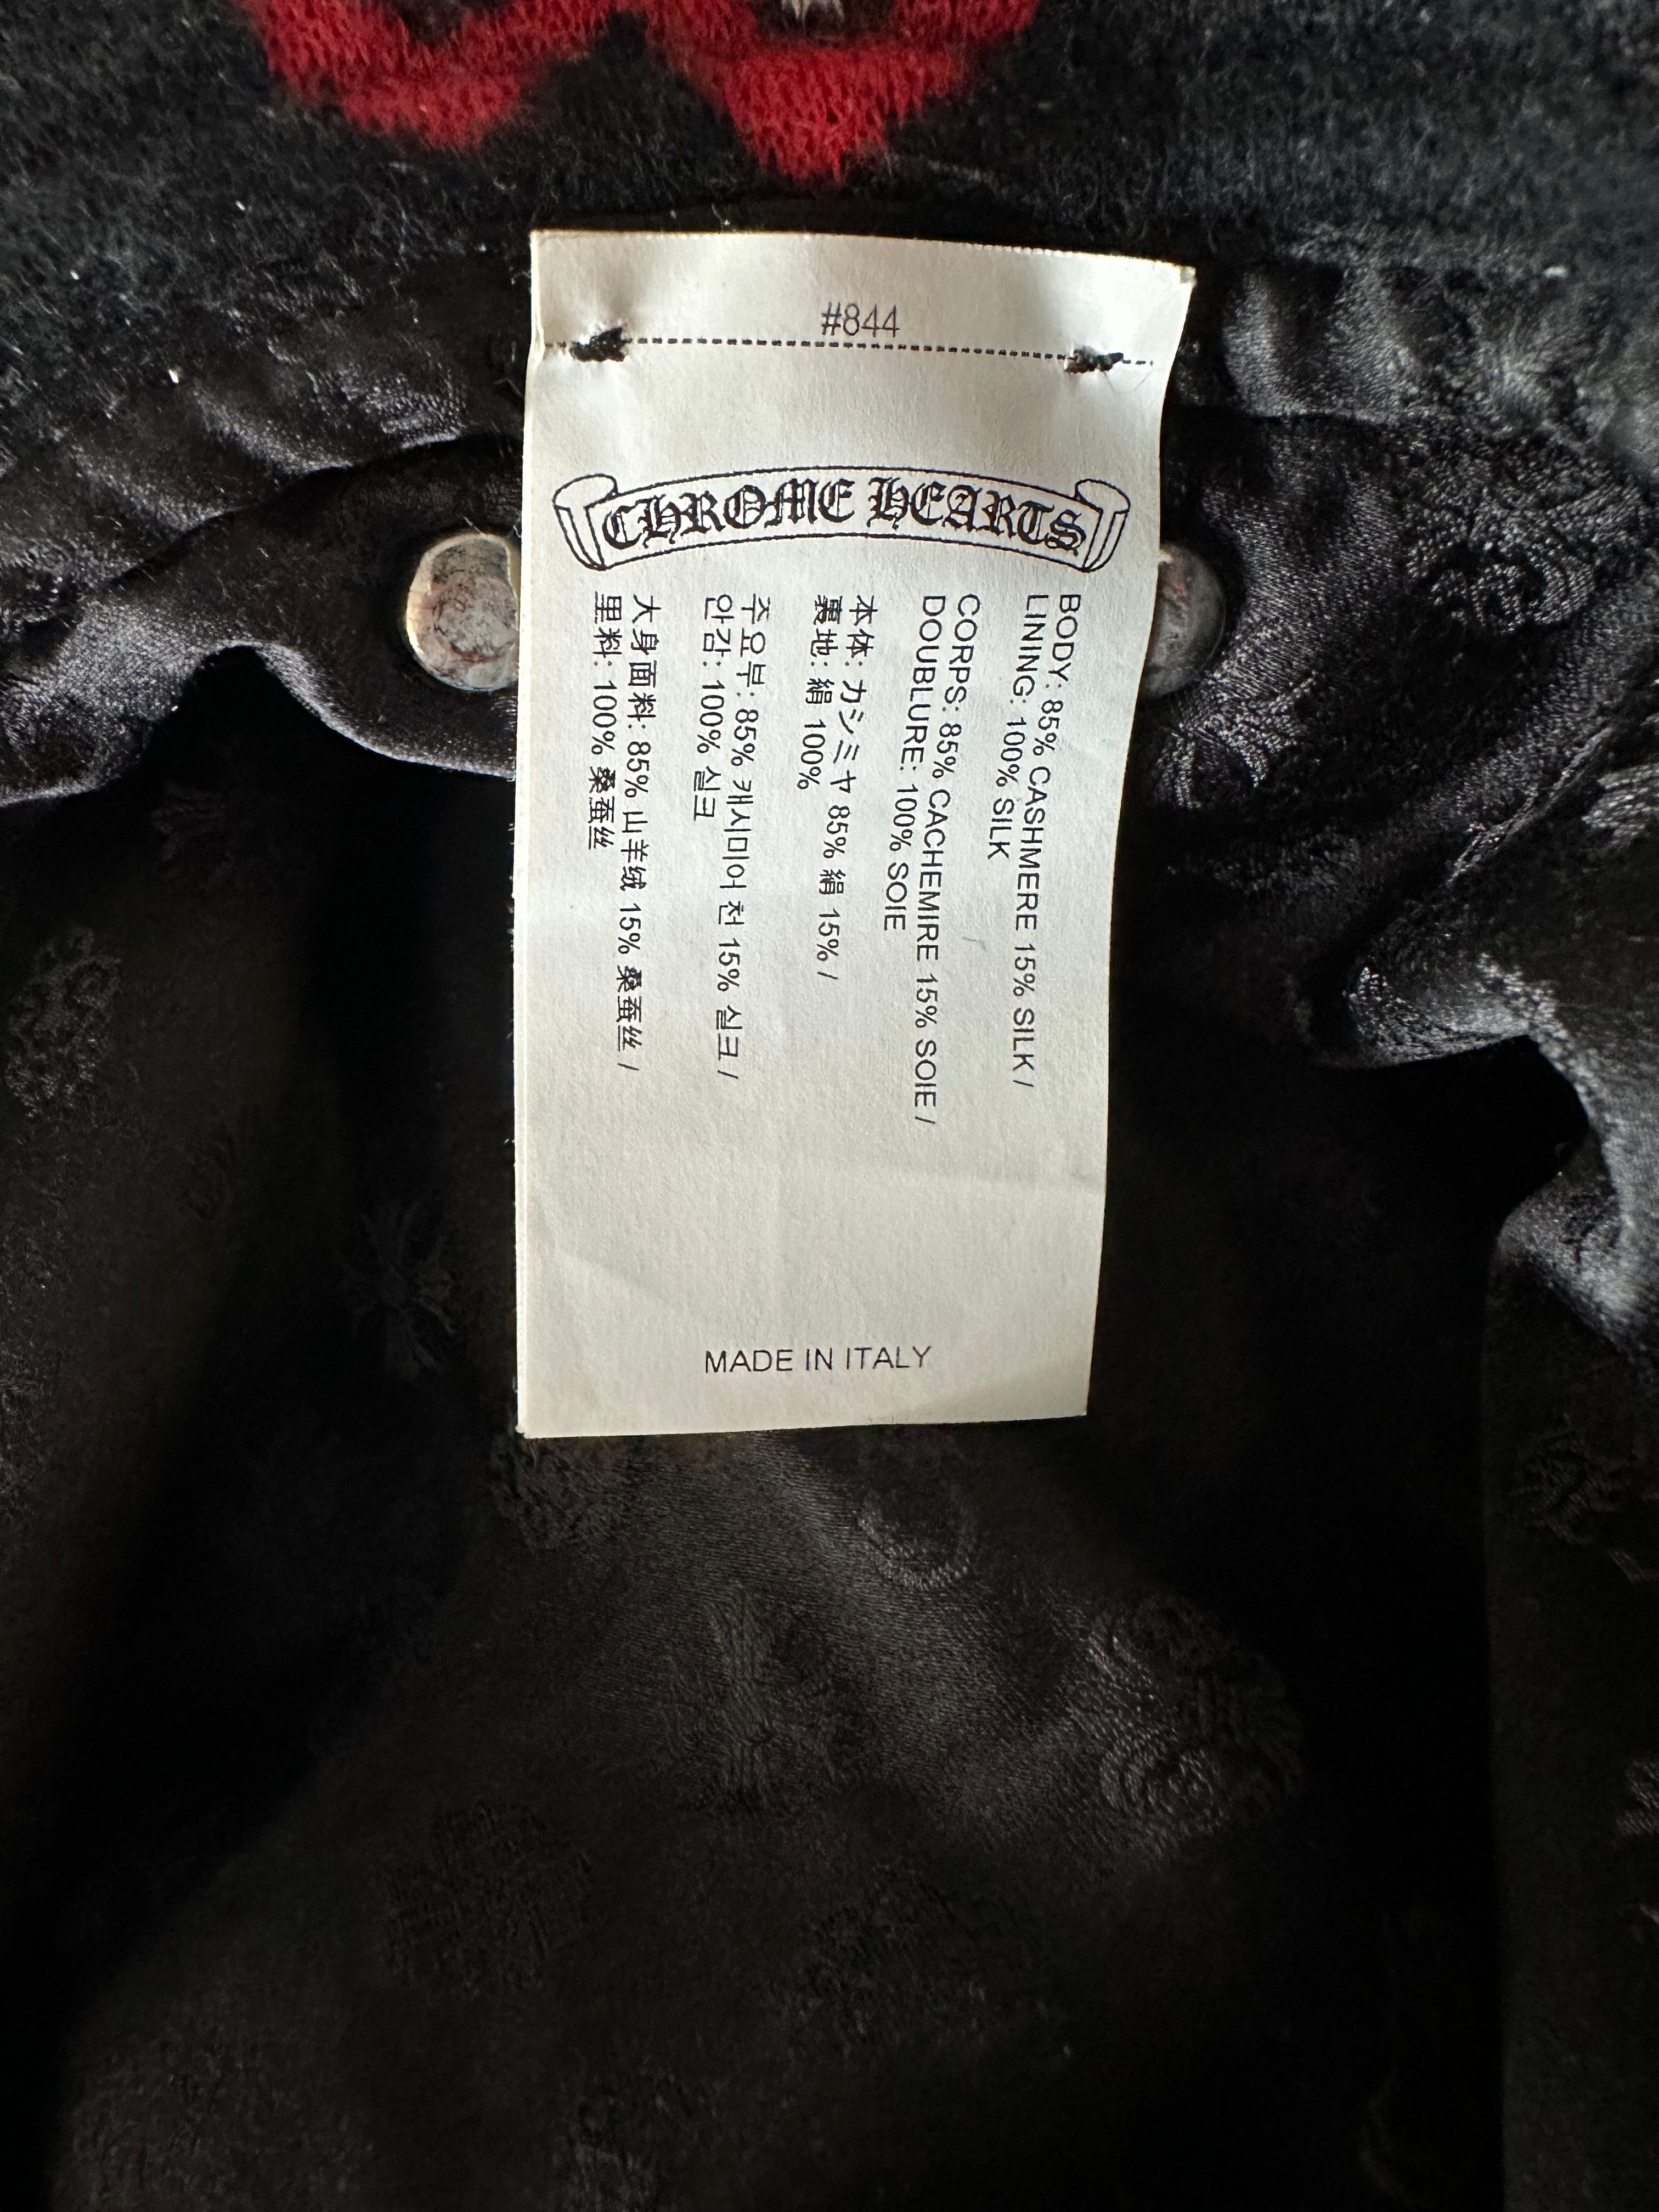 #844
CHROME HEARTS
BODY: 85% CASHMERE 15% SILK /
LINING: 100% SILK
CORPS: 85% CACHEMIRE 15% SOIE /
DOUBLURE: 100% SOIE
本体: カシミヤ 85% 絹 15% /
裏地: 絹 100%
주요부: 85% 캐시미어 천 15% 실크 /
안감: 100% 실크
大身面料: 85% 山羊绒 15% 桑蚕丝 /
里料: 100% 桑蚕丝
MADE IN ITALY